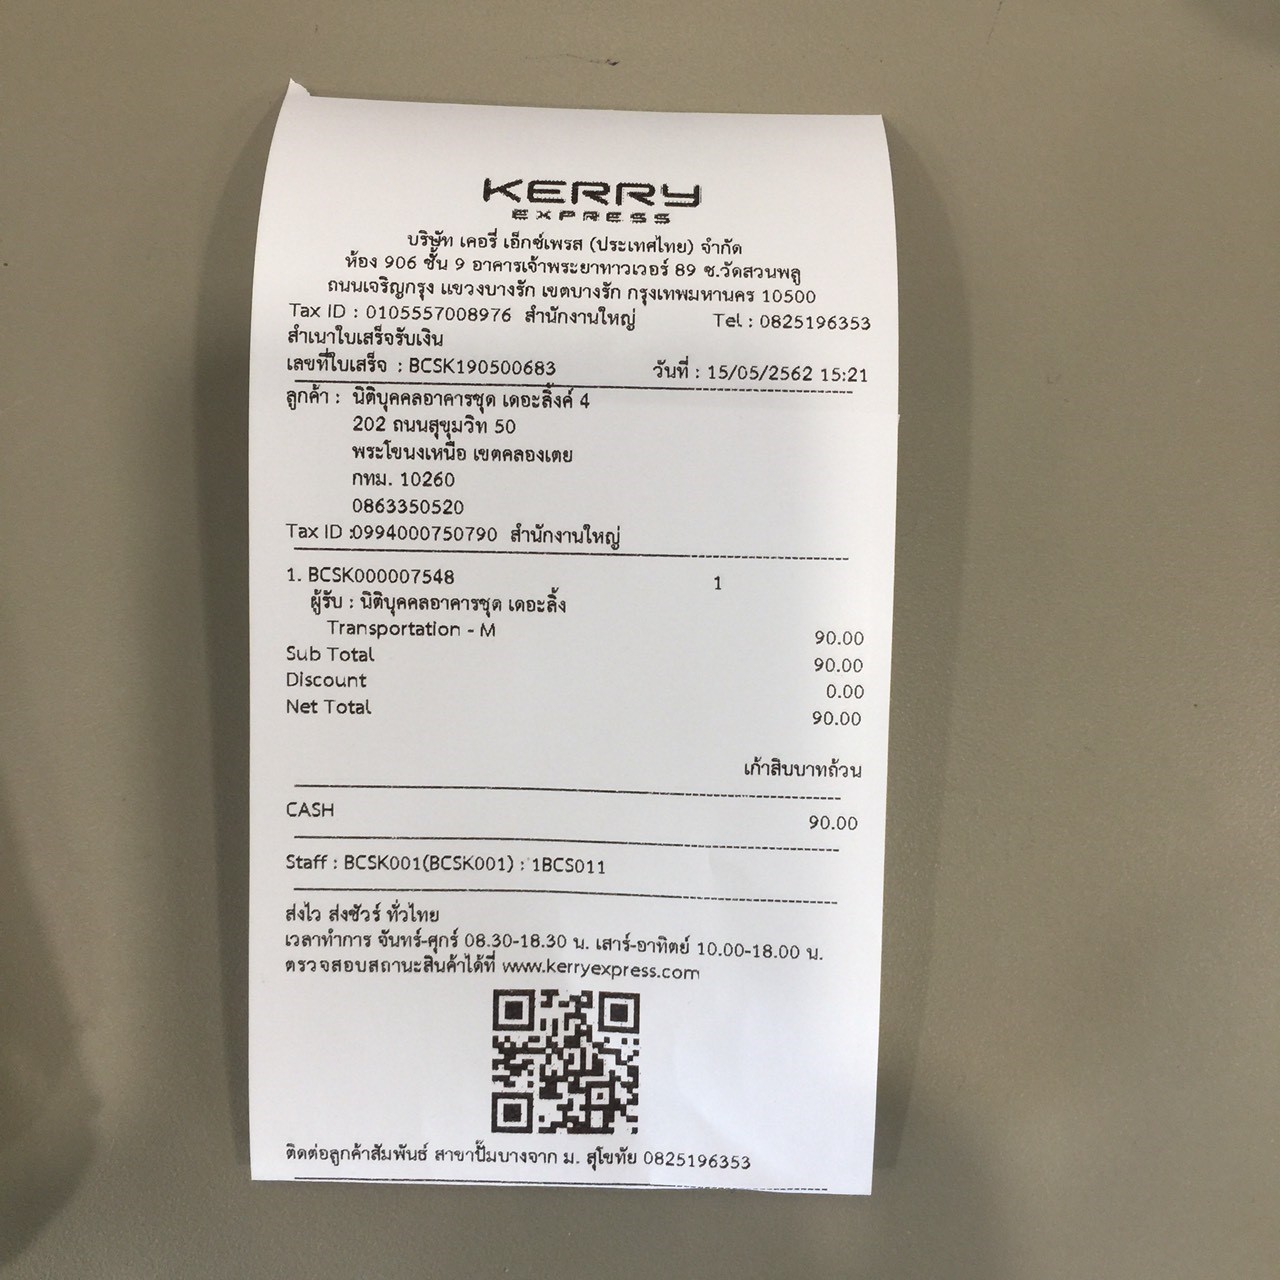 KERRY
EXPRESS
บริษัท เคอรี่ เอ็กซ์เพรส (ประเทศไทย) จำกัด
ห้อง 906 ชั้น 9 อาคารเจ้าพระยาทาวเวอร์ 89 ซ.วัดสวนพลู
ถนนเจริญกรุง แขวงบางรัก เขตบางรัก กรุงเทพมหานคร 10500
Tax ID : 0105557008976 สำนักงานใหญ่ Tel : 0825196353
สำเนาใบเสร็จรับเงิน
เลขที่ใบเสร็จ : BCSK190500683 วันที่ : 15/05/2562 15:21
ลูกค้า : นิติบุคคลอาคารชุด เดอะลิ้งค์ 4
202 ถนนสุขุมวิท 50
พระโขนงเหนือ เขตคลองเตย
กทม. 10260
0863350520
Tax ID :0994000750790 สำนักงานใหญ่
1. BCSK000007548 1
ผู้รับ : นิติบุคคลอาคารชุด เดอะลิ้ง
Transportation - M 90.00
Sub Total 90.00
Discount 0.00
Net Total 90.00
เก้าสิบบาทถ้วน
CASH 90.00
Staff : BCSK001(BCSK001) : 1BCS011
ส่งไว ส่งชัวร์ ทั่วไทย
เวลาทำการ จันทร์-ศุกร์ 08.30-18.30 น. เสาร์-อาทิตย์ 10.00-18.00 น.
ตรวจสอบสถานะสินค้าได้ที่ www.kerryexpress.com
ติดต่อลูกค้าสัมพันธ์ สาขาปั๊มบางจาก ม. สุโขทัย 0825196353